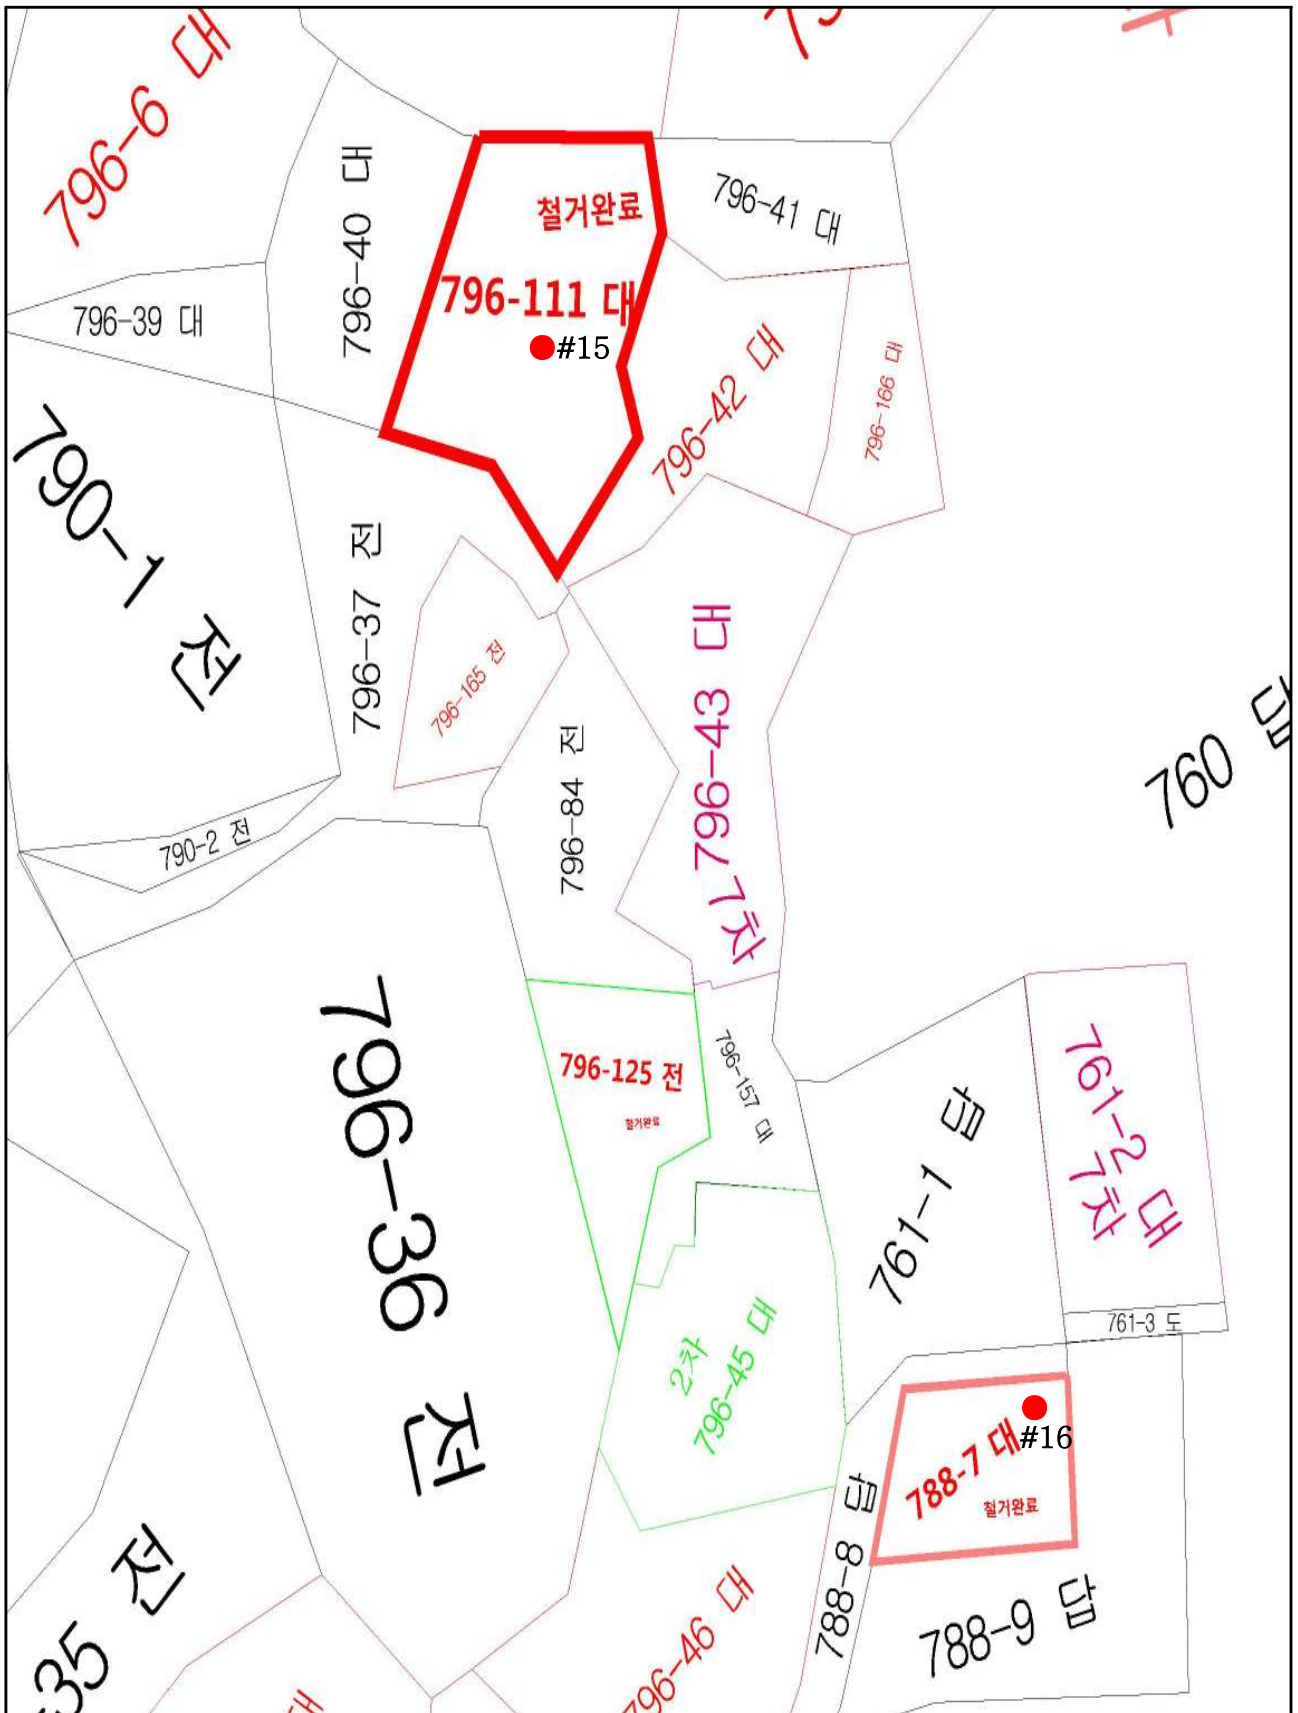 796-6 대
796-40 대
철거완료
796-41 대
796-111 대
#15
796-39 대
796-42 대
796-166 대
790-1 전
796-37 전
796-165 전
796-43 대
7차
760 답
796-84 전
790-2 전
796-36 전
796-125 전
철거완료
796-157 대
761-1 답
761-2 대
7차
761-3 도
2차
796-45 대
788-7 대
#16
철거완료
788-8 답
788-9 답
796-46 대
35 전
대